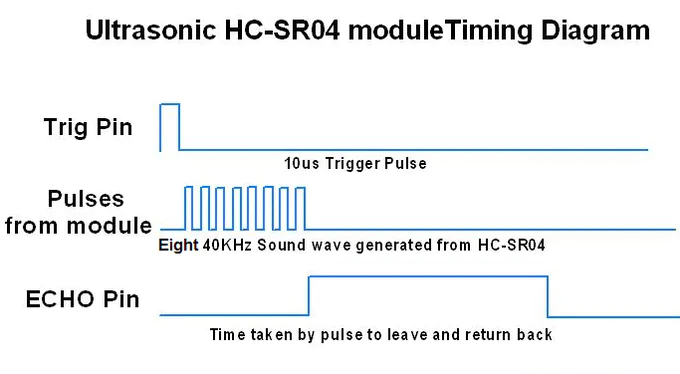 Ultrasonic HC-SR04 moduleTiming Diagram
Trig Pin
10us Trigger Pulse
Pulses
from module
Eight 40KHz Sound wave generated from HC-SR04
ECHO Pin
Time taken by pulse to leave and return back